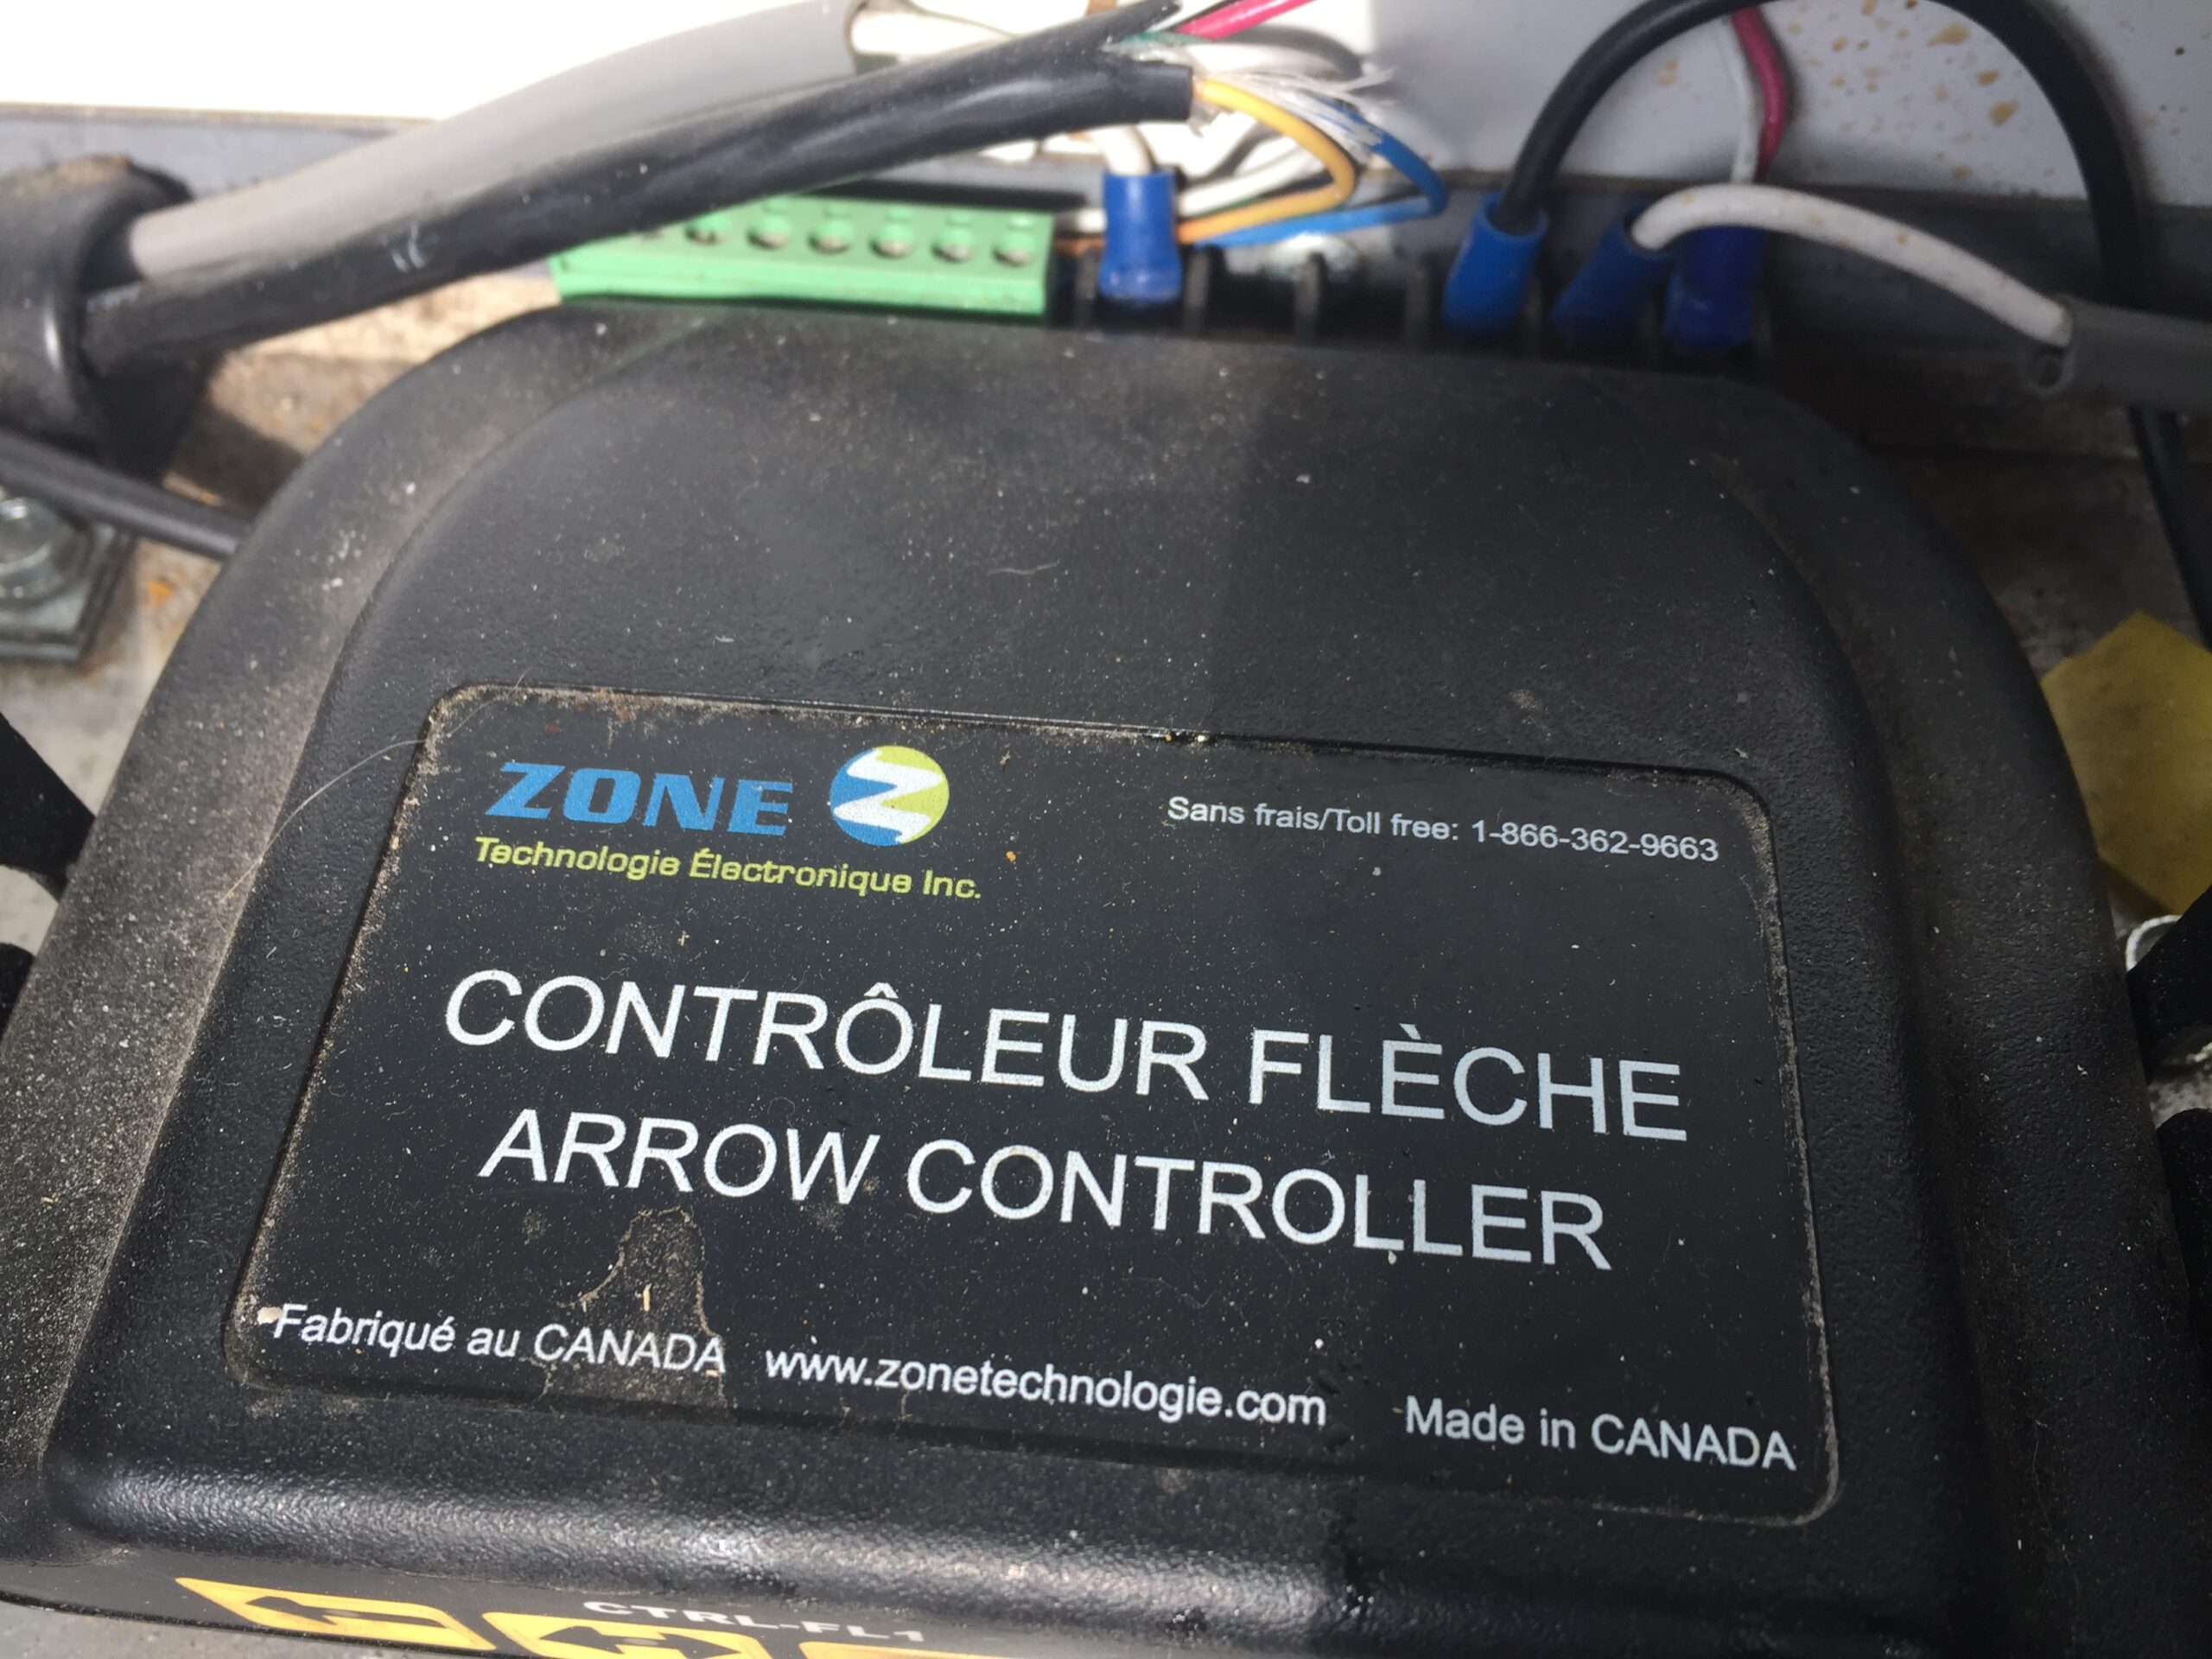 ZONE
Technologie Électronique Inc.
Sans frais/Toll free: 1-866-362-9663
CONTRÔLEUR FLÈCHE
ARROW CONTROLLER
Fabriqué au CANADA
www.zonetechnologie.com
Made in CANADA
CTRL-FL1